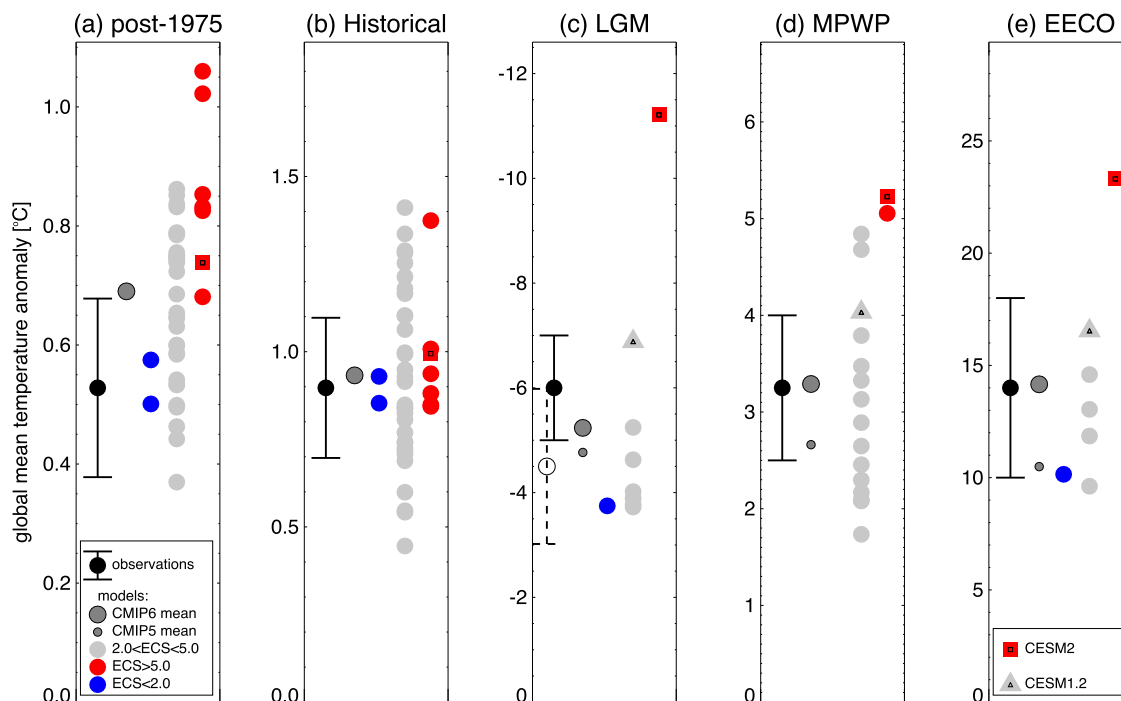 (a) post-1975
(b) Historical
(c) LGM
(d) MPWP
(e) EECO
global mean temperature anomaly [°C]
1.0
0.8
0.6
0.4
0.2
0.0
1.5
1.0
0.5
0.0
-12
-10
-8
-6
-4
-2
0
6
5
4
3
2
1
0
25
20
15
10
5
0
observations
models:
CMIP6 mean
CMIP5 mean
2.0<ECS<5.0
ECS>5.0
ECS<2.0
CESM2
CESM1.2